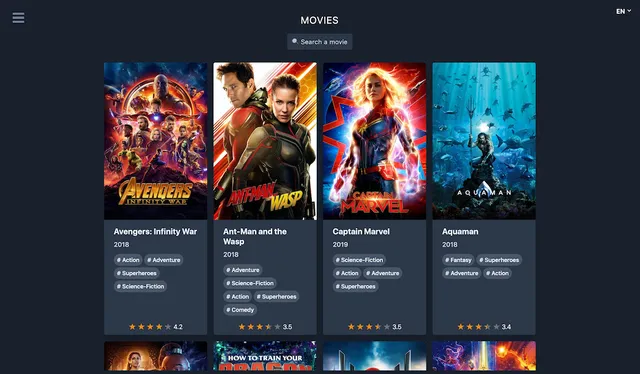 EN
MOVIES
Search a movie
AVENGERS
INFINITY WAR
ANT-MAN AND THE
WASP
CAPTAIN
MARVEL
AQUAMAN
Avengers: Infinity War
2018
# Action # Adventure
# Superheroes
# Science-Fiction
4.2
Ant-Man and the
Wasp
2018
# Adventure
# Science-Fiction
# Action # Superheroes
# Comedy
3.5
Captain Marvel
2019
# Science-Fiction
# Action # Adventure
# Superheroes
3.5
Aquaman
2018
# Fantasy # Superheroes
# Adventure # Action
3.4
HOW TO TRAIN YOUR
DRAGON